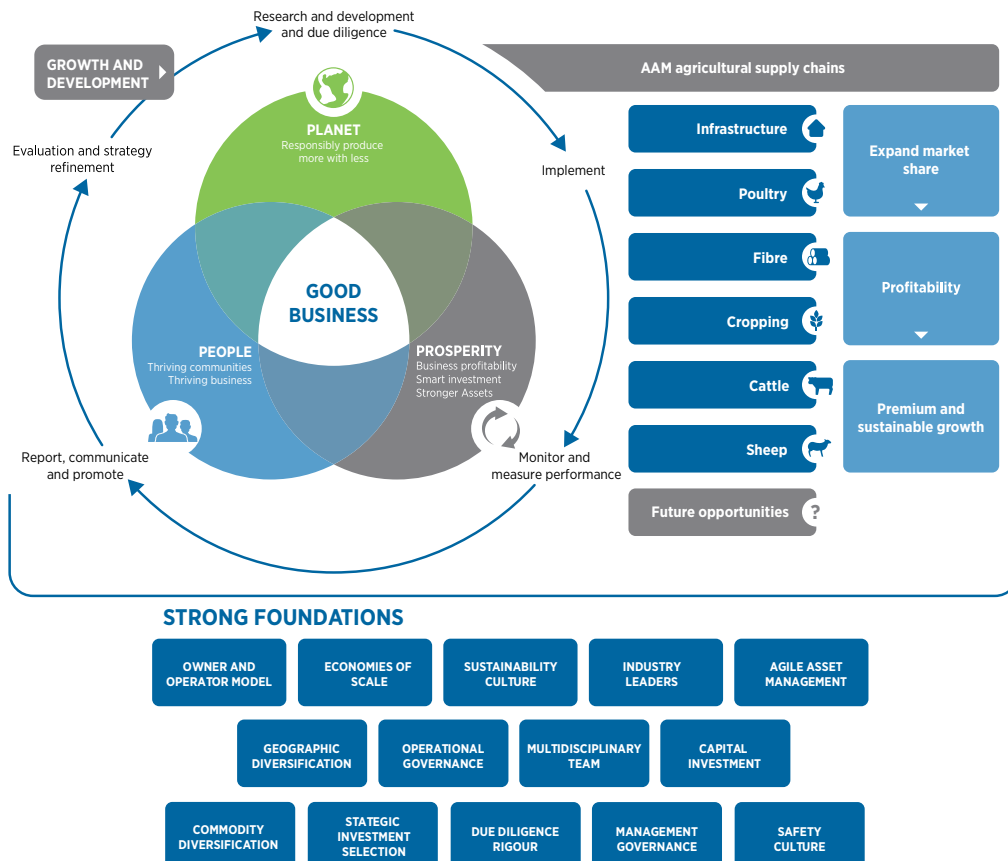 Research and development
and due diligence
GROWTH AND
DEVELOPMENT
AAM agricultural supply chains
PLANET
Responsibly produce
more with less
Evaluation and strategy
refinement
Implement
GOOD
BUSINESS
PEOPLE
Thriving communities
Thriving business
PROSPERITY
Business profitability
Smart investment
Stronger Assets
Report, communicate
and promote
Monitor and
measure performance
Infrastructure
Poultry
Fibre
Cropping
Cattle
Sheep
Future opportunities
?
Expand market
share
Profitability
Premium and
sustainable growth
STRONG FOUNDATIONS
OWNER AND
OPERATOR MODEL
ECONOMIES OF
SCALE
SUSTAINABILITY
CULTURE
INDUSTRY
LEADERS
AGILE ASSET
MANAGEMENT
GEOGRAPHIC
DIVERSIFICATION
OPERATIONAL
GOVERNANCE
MULTIDISCIPLINARY
TEAM
CAPITAL
INVESTMENT
COMMODITY
DIVERSIFICATION
STATEGIC
INVESTMENT
SELECTION
DUE DILIGENCE
RIGOUR
MANAGEMENT
GOVERNANCE
SAFETY
CULTURE